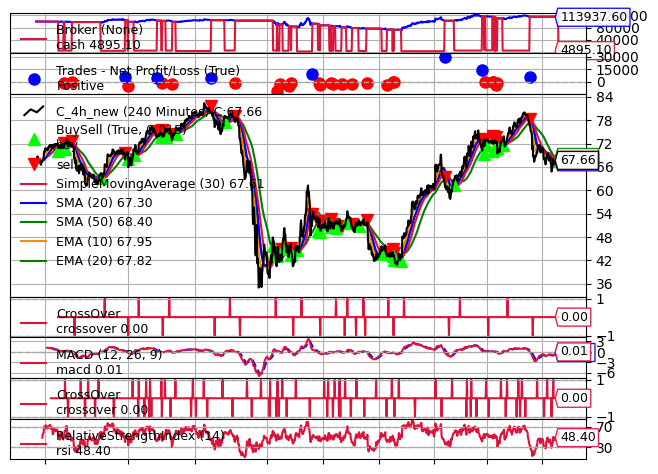 Broker (None)
cash 4895.10
113937.60
80000
40000
4895.10
Trades - Net Profit/Loss (True)
Positive
30000
15000
0
C_4h_new (240 Minutes) C:67.66
BuySell (True, 0.015)
sell
SimpleMovingAverage (30) 67.61
SMA (20) 67.30
SMA (50) 68.40
EMA (10) 67.95
EMA (20) 67.82
84
78
72
67.66
66
60
54
48
42
36
CrossOver
crossover 0.00
1
0.00
−1
MACD (12, 26, 9)
macd 0.01
3
0.01
0
−3
−6
CrossOver
crossover 0.00
1
0.00
−1
RelativeStrengthIndex (14)
rsi 48.40
70
48.40
30